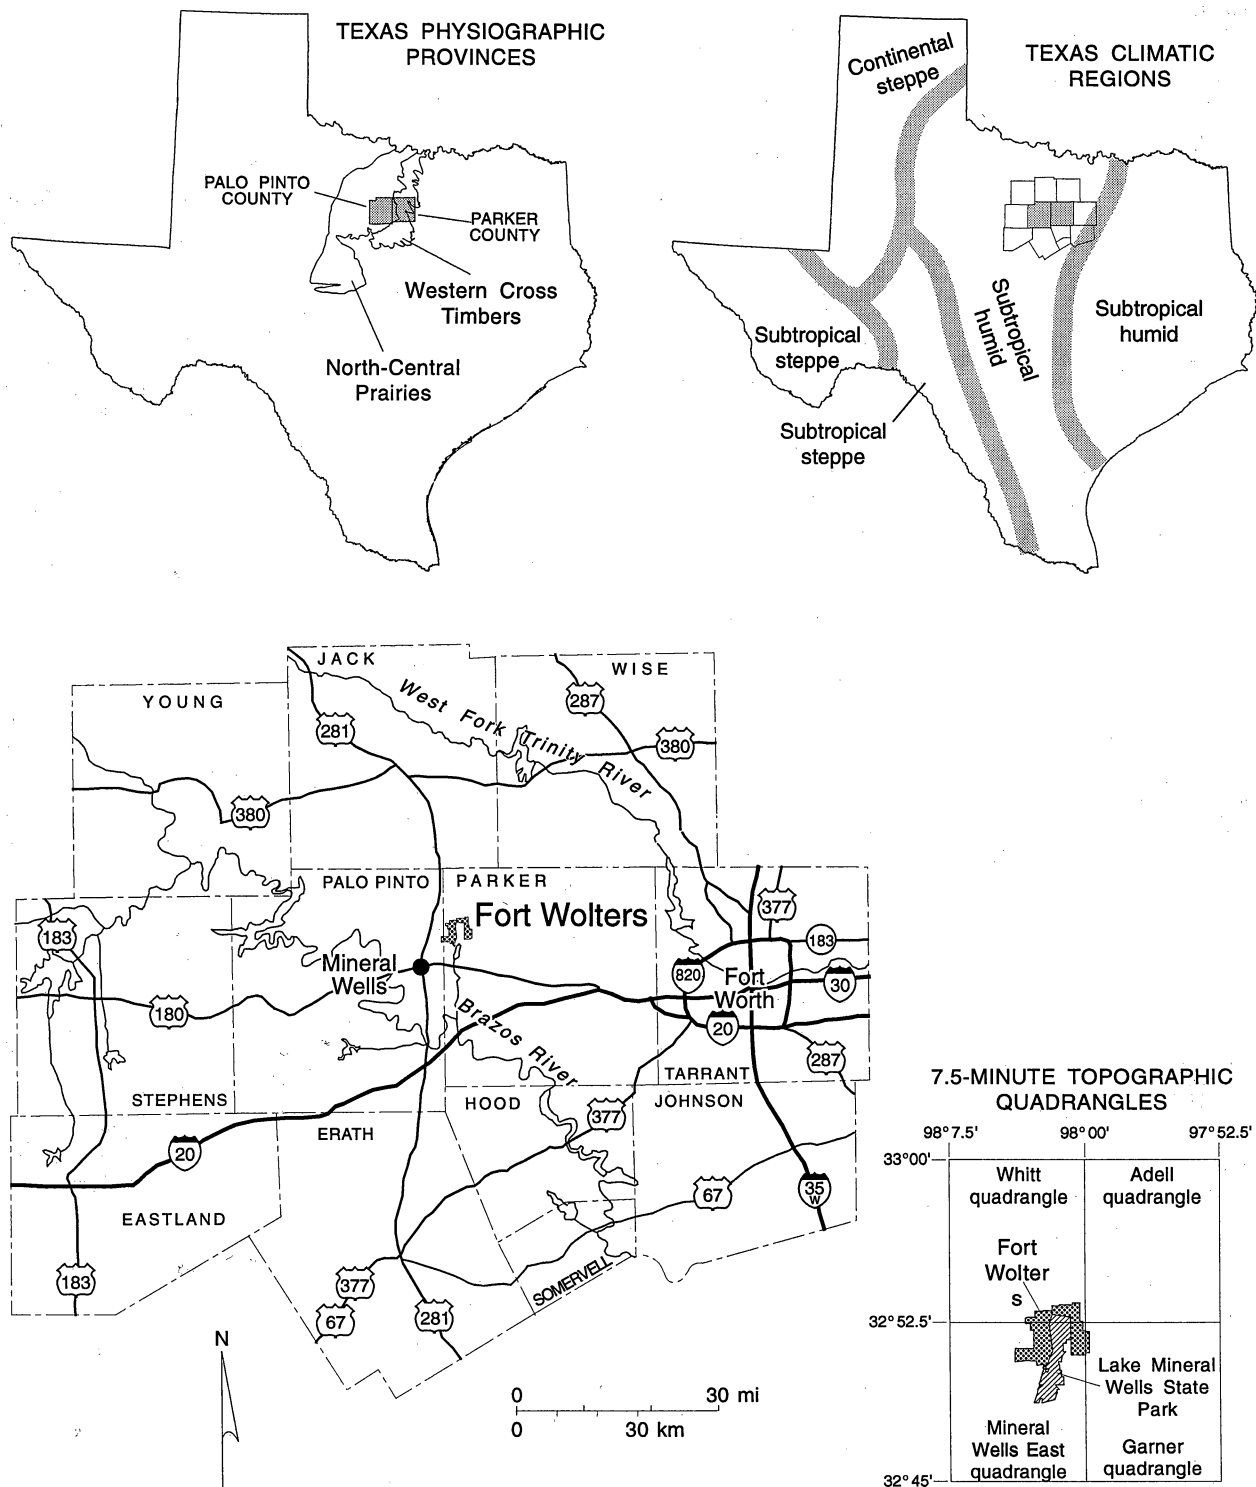 TEXAS PHYSIOGRAPHIC
PROVINCES
PALO PINTO
COUNTY
PARKER
COUNTY
Western Cross
Timbers
North-Central
Prairies
TEXAS CLIMATIC
REGIONS
Continental
steppe
Subtropical
humid
Subtropical
humid
Subtropical
steppe
Subtropical
steppe
JACK
WISE
YOUNG
West Fork Trinity River
287
281
380
380
PALO PINTO
PARKER
Fort Wolters
377
183
183
Mineral
Wells
820
Fort
Worth
30
180
20
Brazos River
287
TARRANT
STEPHENS
HOOD
JOHNSON
377
ERATH
20
67
35
W
EASTLAND
183
377
SOMERVELL
67
281
N
0 30 mi
0 30 km
7.5-MINUTE TOPOGRAPHIC
QUADRANGLES
98°7.5' 98°00' 97°52.5'
33°00'
Whitt
quadrangle
Adell
quadrangle
Fort
Wolter
s
32°52.5'
Lake Mineral
Wells State
Park
Mineral
Wells East
quadrangle
Garner
quadrangle
32°45'